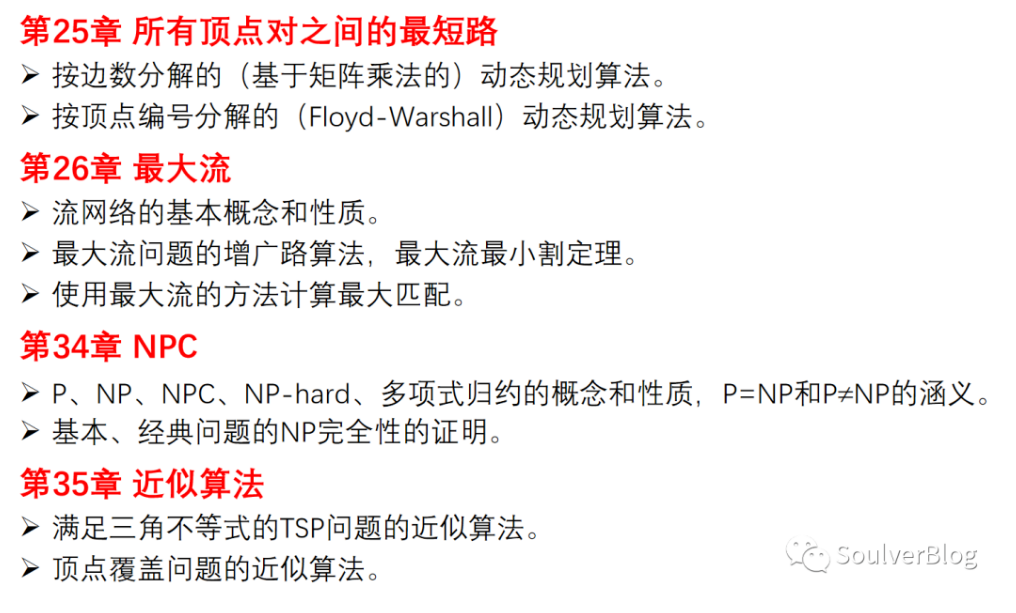 第25章 所有顶点对之间的最短路
➢ 按边数分解的（基于矩阵乘法的）动态规划算法。
➢ 按顶点编号分解的（Floyd-Warshall）动态规划算法。
第26章 最大流
➢ 流网络的基本概念和性质。
➢ 最大流问题的增广路算法，最大流最小割定理。
➢ 使用最大流的方法计算最大匹配。
第34章 NPC
➢ P、NP、NPC、NP-hard、多项式归约的概念和性质，P=NP和P≠NP的涵义。
➢ 基本、经典问题的NP完全性的证明。
第35章 近似算法
➢ 满足三角不等式的TSP问题的近似算法。
➢ 顶点覆盖问题的近似算法。
SoulverBlog